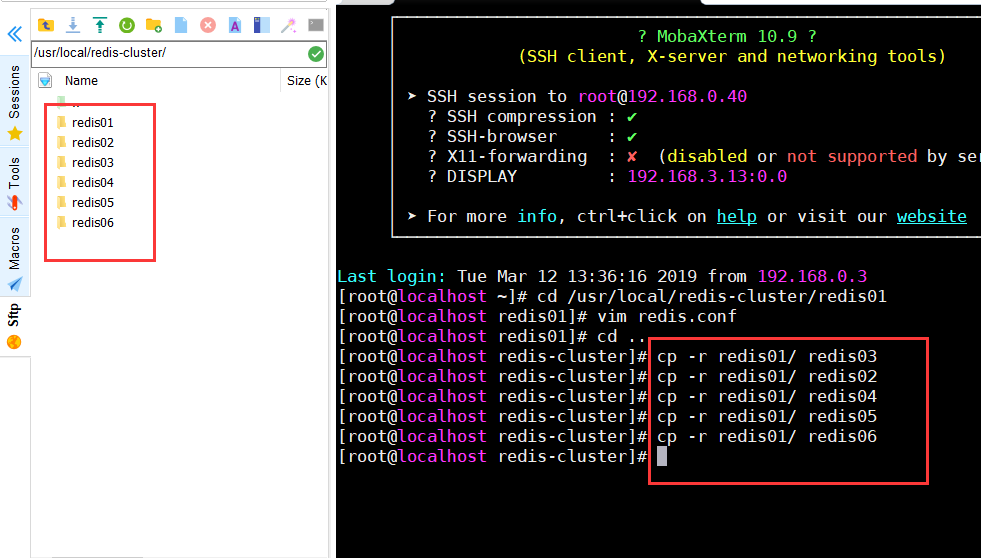 /usr/local/redis-cluster/
Name
Size (K
..
redis01
redis02
redis03
redis04
redis05
redis06
Sessions
Tools
Macros
Sftp
? MobaXterm 10.9 ?
(SSH client, X-server and networking tools)
➤ SSH session to root@192.168.0.40
? SSH compression : ✔
? SSH-browser : ✔
? X11-forwarding : ✘ (disabled or not supported by ser
? DISPLAY : 192.168.3.13:0.0
➤ For more info, ctrl+click on help or visit our website
Last login: Tue Mar 12 13:36:16 2019 from 192.168.0.3
[root@localhost ~]# cd /usr/local/redis-cluster/redis01
[root@localhost redis01]# vim redis.conf
[root@localhost redis01]# cd ..
[root@localhost redis-cluster]# cp -r redis01/ redis03
[root@localhost redis-cluster]# cp -r redis01/ redis02
[root@localhost redis-cluster]# cp -r redis01/ redis04
[root@localhost redis-cluster]# cp -r redis01/ redis05
[root@localhost redis-cluster]# cp -r redis01/ redis06
[root@localhost redis-cluster]#